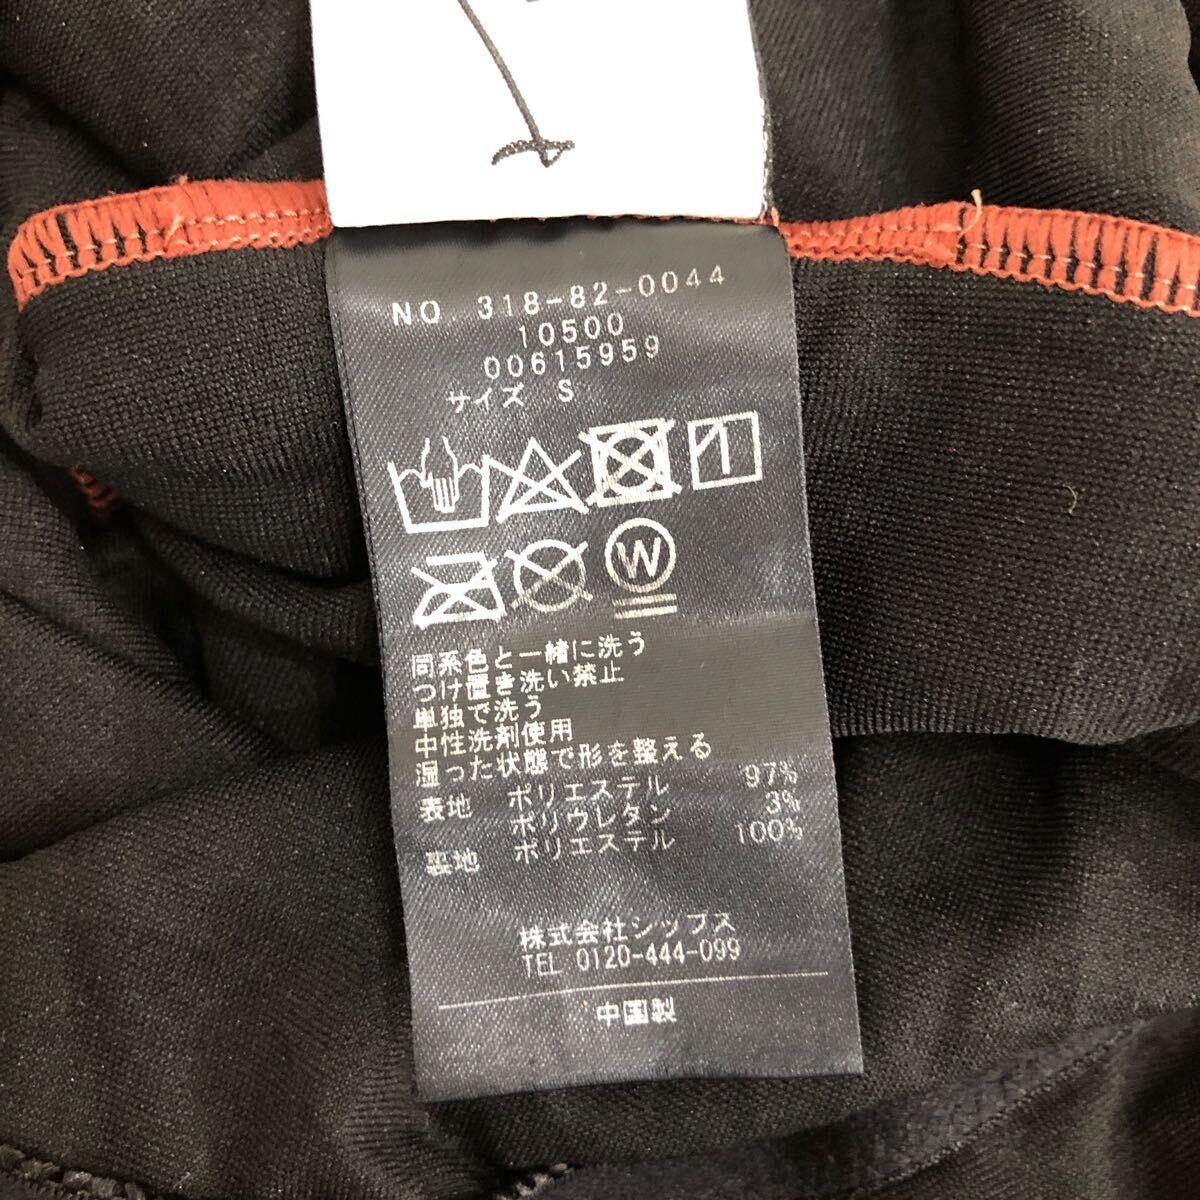 NO 318-82-0044
10500
00615959
サイズ S
W
同系色と一緒に洗う
つけ置き洗い禁止
単独で洗う
中性洗剤使用
湿った状態で形を整える
表地 ポリエステル 97%
ポリウレタン 3%
裏地 ポリエステル 100%
株式会社シップス
TEL 0120-444-099
中国製